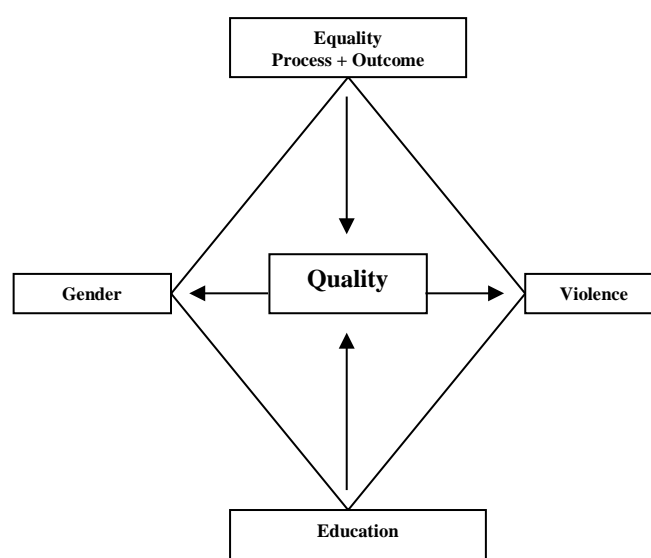 Equality
Process + Outcome
Quality
Gender
Violence
Education